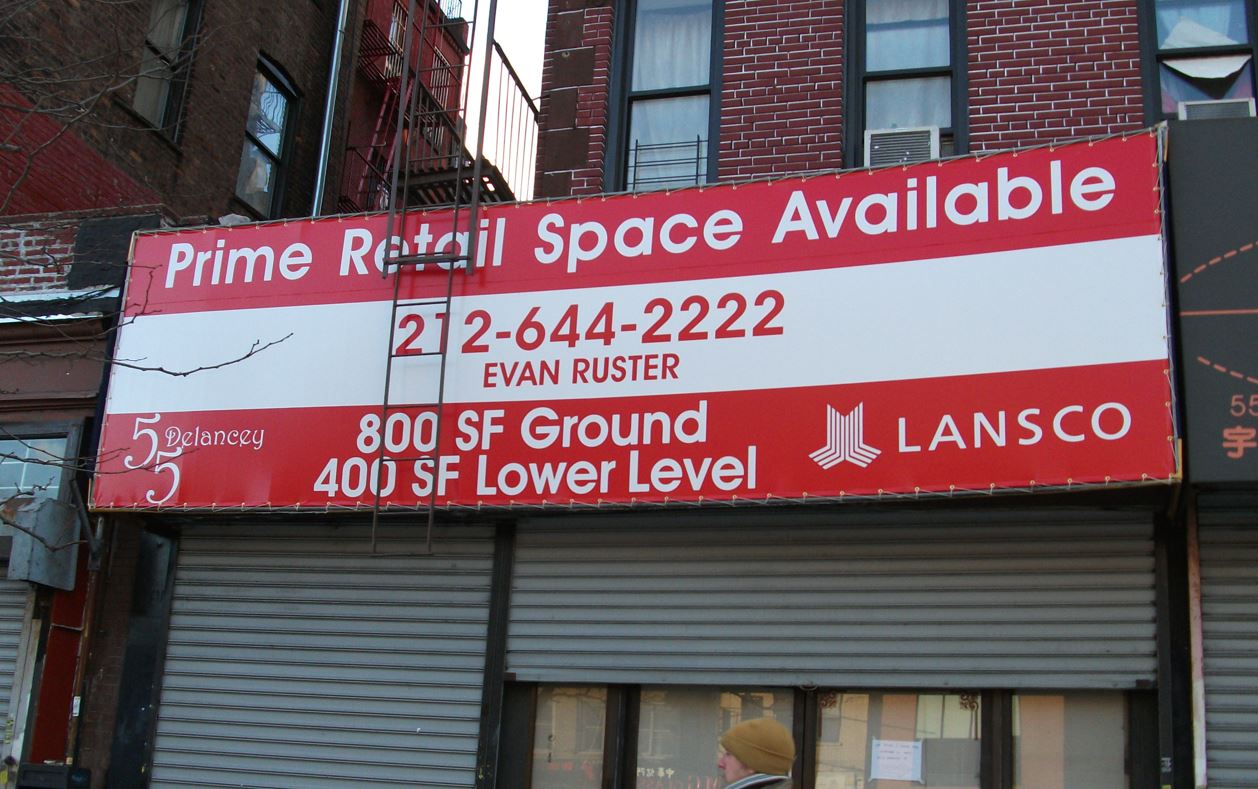 Prime Retail Space Available
212-644-2222
EVAN RUSTER
800 SF Ground
400 SF Lower Level
55 Delancey
LANSCO
55
宇